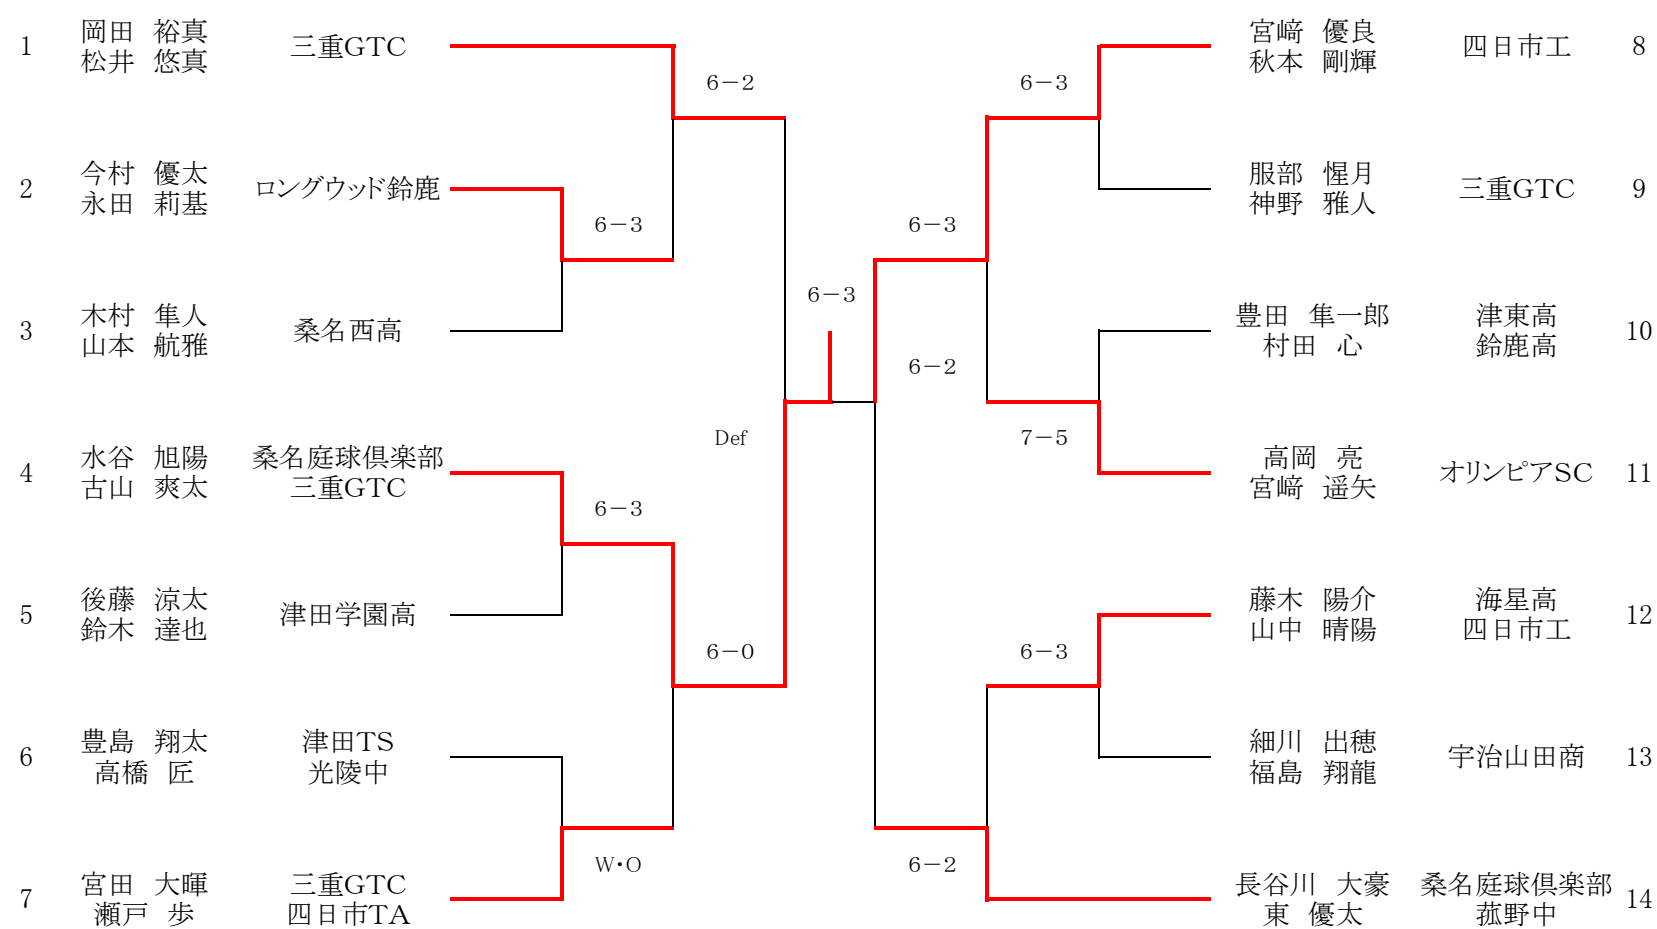 1 岡田 裕真 三重GTC
松井 悠真
6-2
2 今村 優太 ロングウッド鈴鹿
永田 莉基
6-3
3 木村 隼人 桑名西高
山本 航雅
Def
4 水谷 旭陽 桑名庭球倶楽部
古山 爽太 三重GTC
6-3
5 後藤 涼太 津田学園高
鈴木 達也
6-0
6 豊島 翔太 津田TS
高橋 匠 光陵中
W・O
7 宮田 大暉 三重GTC
瀬戸 歩 四日市TA
6-3
宮﨑 優良 四日市工 8
秋本 剛輝
6-3
服部 惺月 三重GTC 9
神野 雅人
6-3
豊田 隼一郎 津東高 10
村田 心 鈴鹿高
6-2
7-5
高岡 亮 オリンピアSC 11
宮﨑 遥矢
藤木 陽介 海星高 12
山中 晴陽 四日市工
6-3
細川 出穂 宇治山田商 13
福島 翔龍
6-2
長谷川 大豪 桑名庭球倶楽部 14
東 優太 菰野中